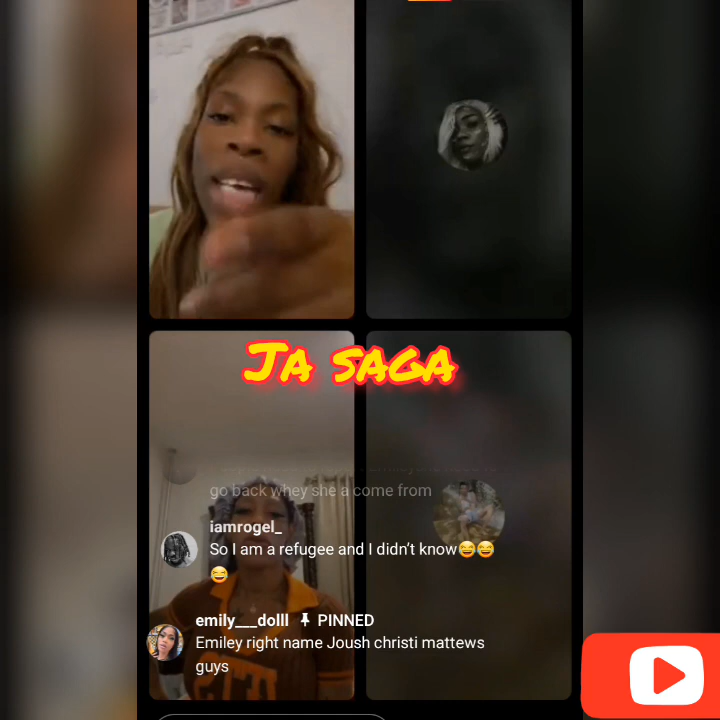 JA SAGA
go back whey she a come from
iamrogel_
So I am a refugee and I didn't know😆😆
😆
emily___dolll PINNED
Emiley right name Joush christi mattews
guys